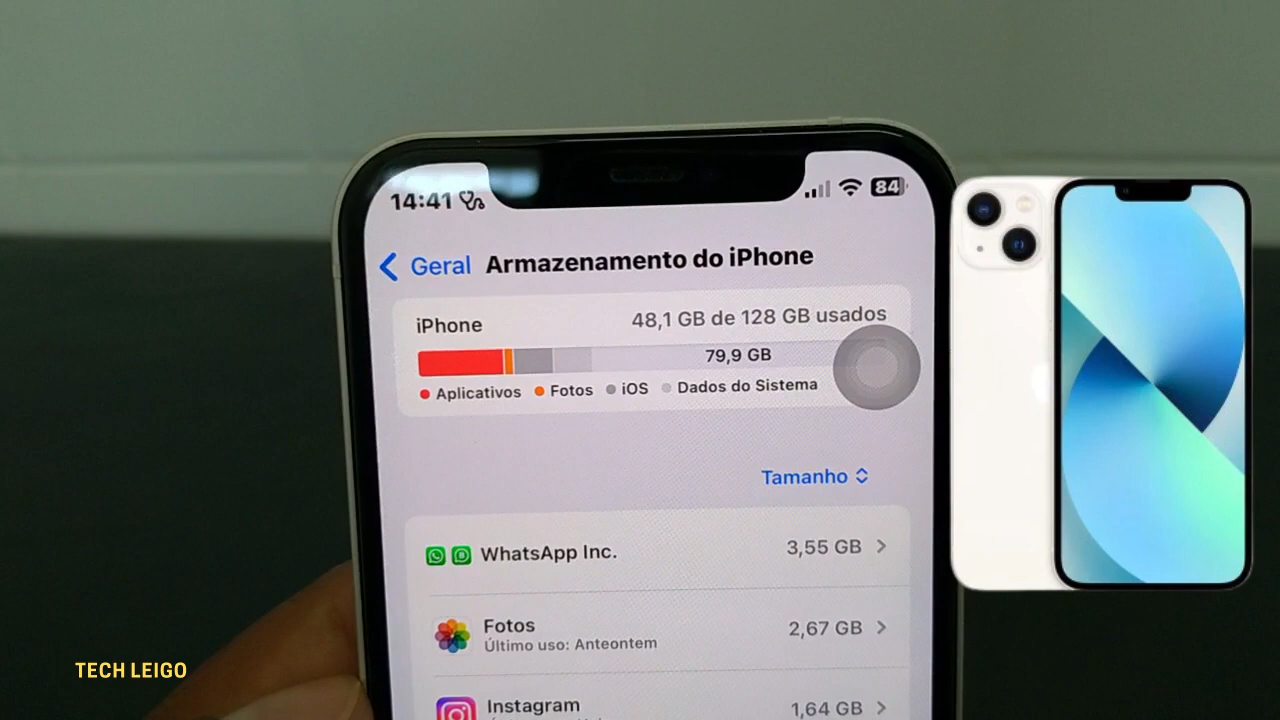 14:41
84
Geral Armazenamento do iPhone
iPhone 48,1 GB de 128 GB usados
79,9 GB
Aplicativos Fotos iOS Dados do Sistema
Tamanho
WhatsApp Inc. 3,55 GB
Fotos
Último uso: Anteontem
2,67 GB
Instagram
1,64 GB
TECH LEIGO